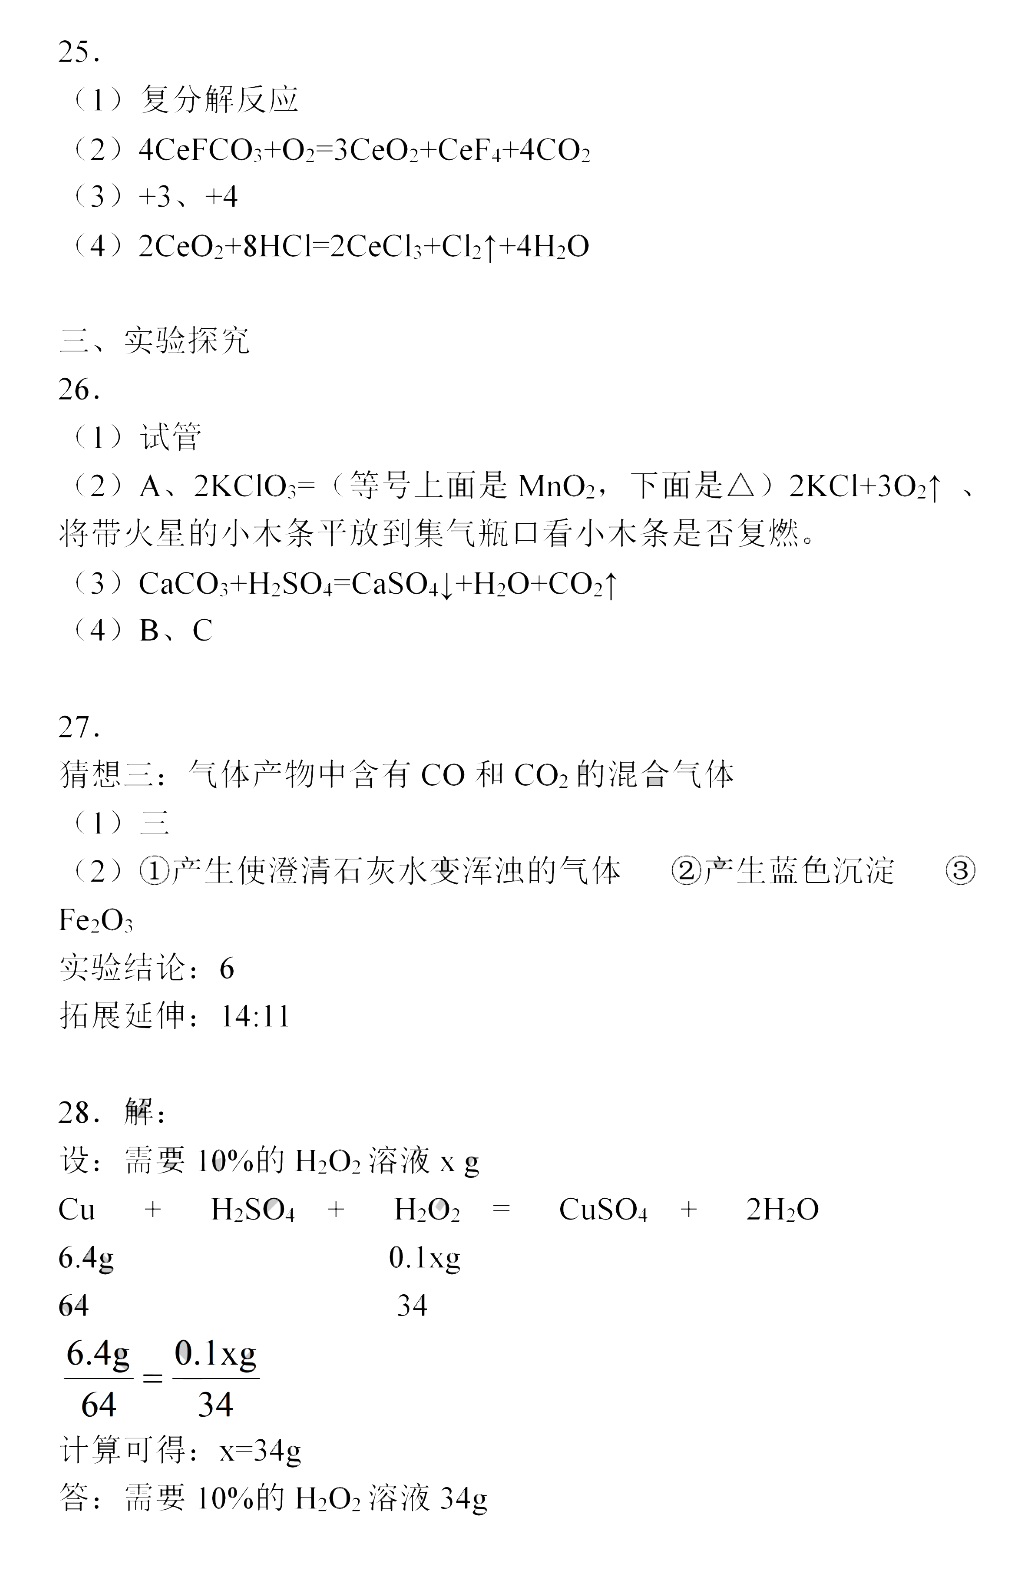 25．
（1）复分解反应
（2）4CeFCO₃+O₂=3CeO₂+CeF₄+4CO₂
（3）+3、+4
（4）2CeO₂+8HCl=2CeCl₃+Cl₂↑+4H₂O
三、实验探究
26．
（1）试管
（2）A、2KClO₃=（等号上面是 MnO₂，下面是△）2KCl+3O₂↑ 、
将带火星的小木条平放到集气瓶口看小木条是否复燃。
（3）CaCO₃+H₂SO₄=CaSO₄↓+H₂O+CO₂↑
（4）B、C
27．
猜想三：气体产物中含有 CO 和 CO₂ 的混合气体
（1）三
（2）①产生使澄清石灰水变浑浊的气体 ②产生蓝色沉淀 ③
Fe₂O₃
实验结论：6
拓展延伸：14:11
28．解：
设：需要 10%的 H₂O₂ 溶液 x g
Cu + H₂SO₄ + H₂O₂ = CuSO₄ + 2H₂O
6.4g 0.1xg
64 34
6.4g/64 = 0.1xg/34
计算可得：x=34g
答：需要 10%的 H₂O₂ 溶液 34g